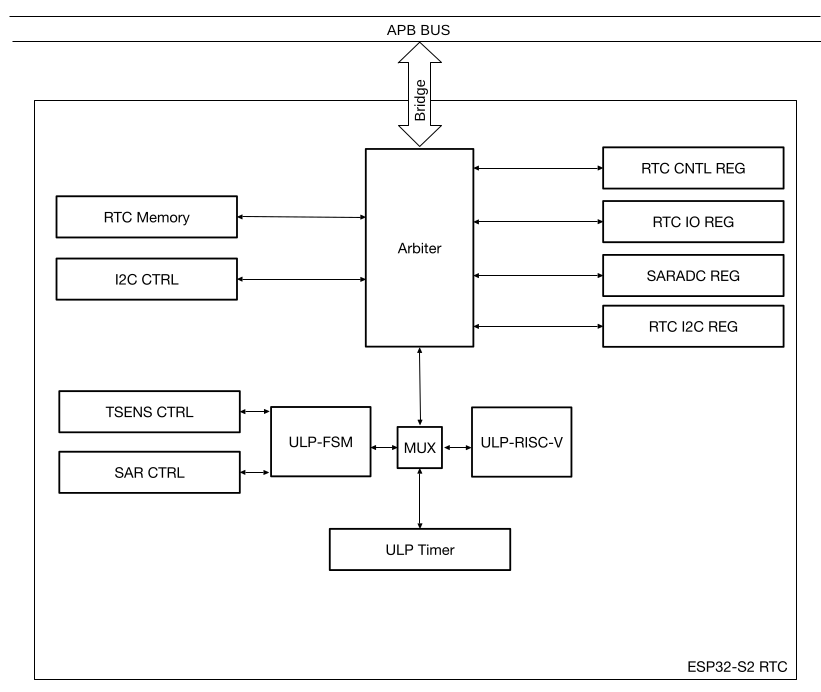 APB BUS
Bridge
RTC CNTL REG
RTC Memory
RTC IO REG
Arbiter
I2C CTRL
SARADC REG
RTC I2C REG
TSENS CTRL
ULP-FSM
MUX
ULP-RISC-V
SAR CTRL
ULP Timer
ESP32-S2 RTC